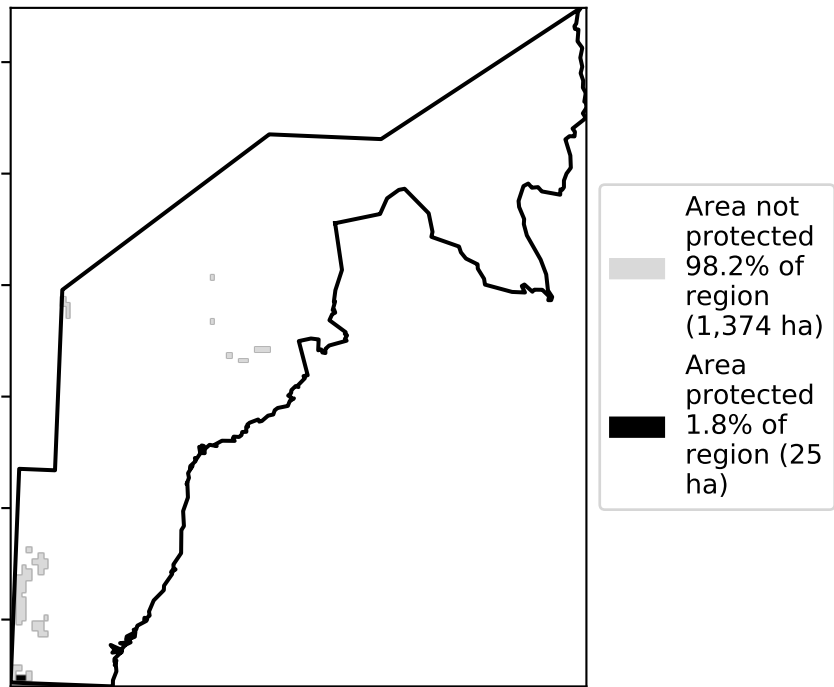 Area not
protected
98.2% of
region
(1,374 ha)
Area
protected
1.8% of
region (25
ha)